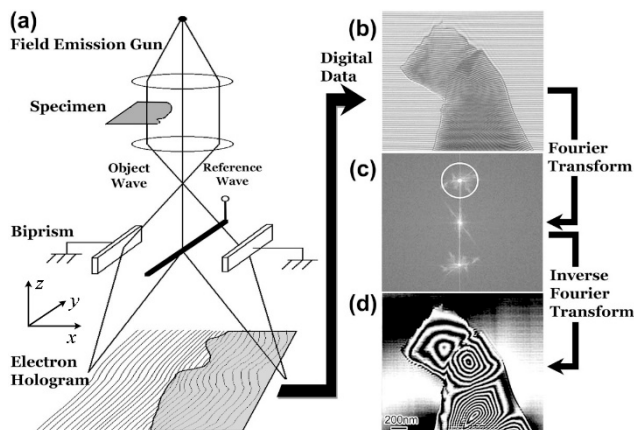 (a)
Field Emission Gun
Specimen
Object
Wave
Reference
Wave
Biprism
z
y
x
Electron
Hologram
Digital
Data
(b)
Fourier
Transform
(c)
Inverse
Fourier
Transform
(d)
200nm